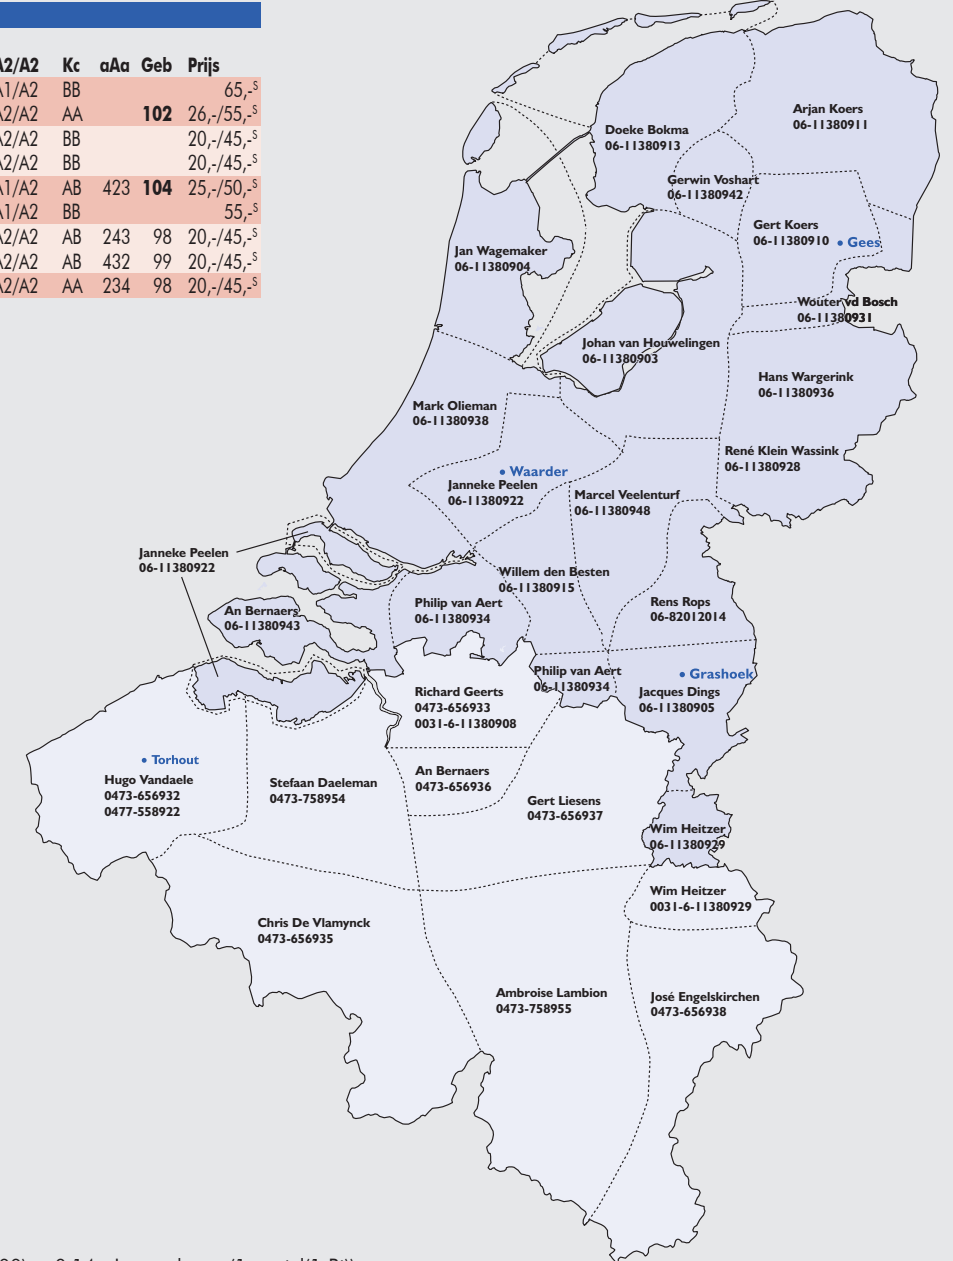 A2/A2 Kc aAa Geb Prijs
A1/A2 BB 65,-S
A2/A2 AA 102 26,-/55,-S
A2/A2 BB 20,-/45,-S
A2/A2 BB 20,-/45,-S
A1/A2 AB 423 104 25,-/50,-S
A1/A2 BB 55,-S
A2/A2 AB 243 98 20,-/45,-S
A2/A2 AB 432 99 20,-/45,-S
A2/A2 AA 234 98 20,-/45,-S
Arjan Koers
06-11380911
Doeke Bokma
06-11380913
Gerwin Voshart
06-11380942
Gert Koers
06-11380910
Gees
Jan Wagemaker
06-11380904
Wouter vd Bosch
06-11380931
Johan van Houwelingen
06-11380903
Hans Wargerink
06-11380936
Mark Olieman
06-11380938
René Klein Wassink
06-11380928
Waarder
Janneke Peelen
06-11380922
Marcel Veelenturf
06-11380948
Janneke Peelen
06-11380922
Willem den Besten
06-11380915
An Bernaers
06-11380943
Philip van Aert
06-11380934
Rens Rops
06-82012014
Philip van Aert
06-11380934
Grashoek
Jacques Dings
06-11380905
Richard Geerts
0473-656933
0031-6-11380908
Torhout
Hugo Vandaele
0473-656932
0477-558922
Stefaan Daeleman
0473-758954
An Bernaers
0473-656936
Gert Liesens
0473-656937
Wim Heitzer
06-11380929
Wim Heitzer
0031-6-11380929
Chris De Vlamynck
0473-656935
Ambroise Lambion
0473-758955
José Engelskirchen
0473-656938